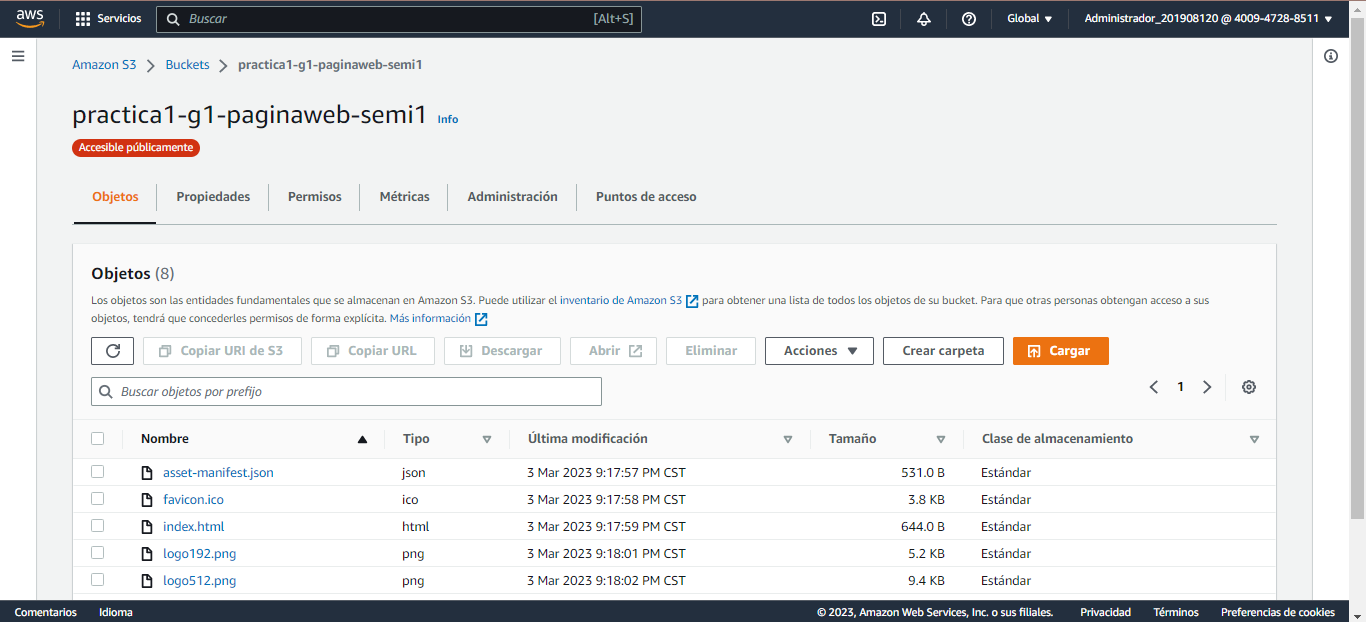 aws Servicios Buscar [Alt+S] Global Administrador_201908120 @ 4009-4728-8511
Amazon S3 Buckets practica1-g1-paginaweb-semi1
practica1-g1-paginaweb-semi1 Info
Accesible públicamente
Objetos Propiedades Permisos Métricas Administración Puntos de acceso
Objetos (8)
Los objetos son las entidades fundamentales que se almacenan en Amazon S3. Puede utilizar el inventario de Amazon S3 para obtener una lista de todos los objetos de su bucket. Para que otras personas obtengan acceso a sus
objetos, tendrá que concederles permisos de forma explícita. Más información
Copiar URI de S3 Copiar URL Descargar Abrir Eliminar Acciones Crear carpeta Cargar
Buscar objetos por prefijo 1
Nombre Tipo Última modificación Tamaño Clase de almacenamiento
asset-manifest.json json 3 Mar 2023 9:17:57 PM CST 531.0 B Estándar
favicon.ico ico 3 Mar 2023 9:17:58 PM CST 3.8 KB Estándar
index.html html 3 Mar 2023 9:17:59 PM CST 644.0 B Estándar
logo192.png png 3 Mar 2023 9:18:01 PM CST 5.2 KB Estándar
logo512.png png 3 Mar 2023 9:18:02 PM CST 9.4 KB Estándar
Comentarios Idioma © 2023, Amazon Web Services, Inc. o sus filiales. Privacidad Términos Preferencias de cookies